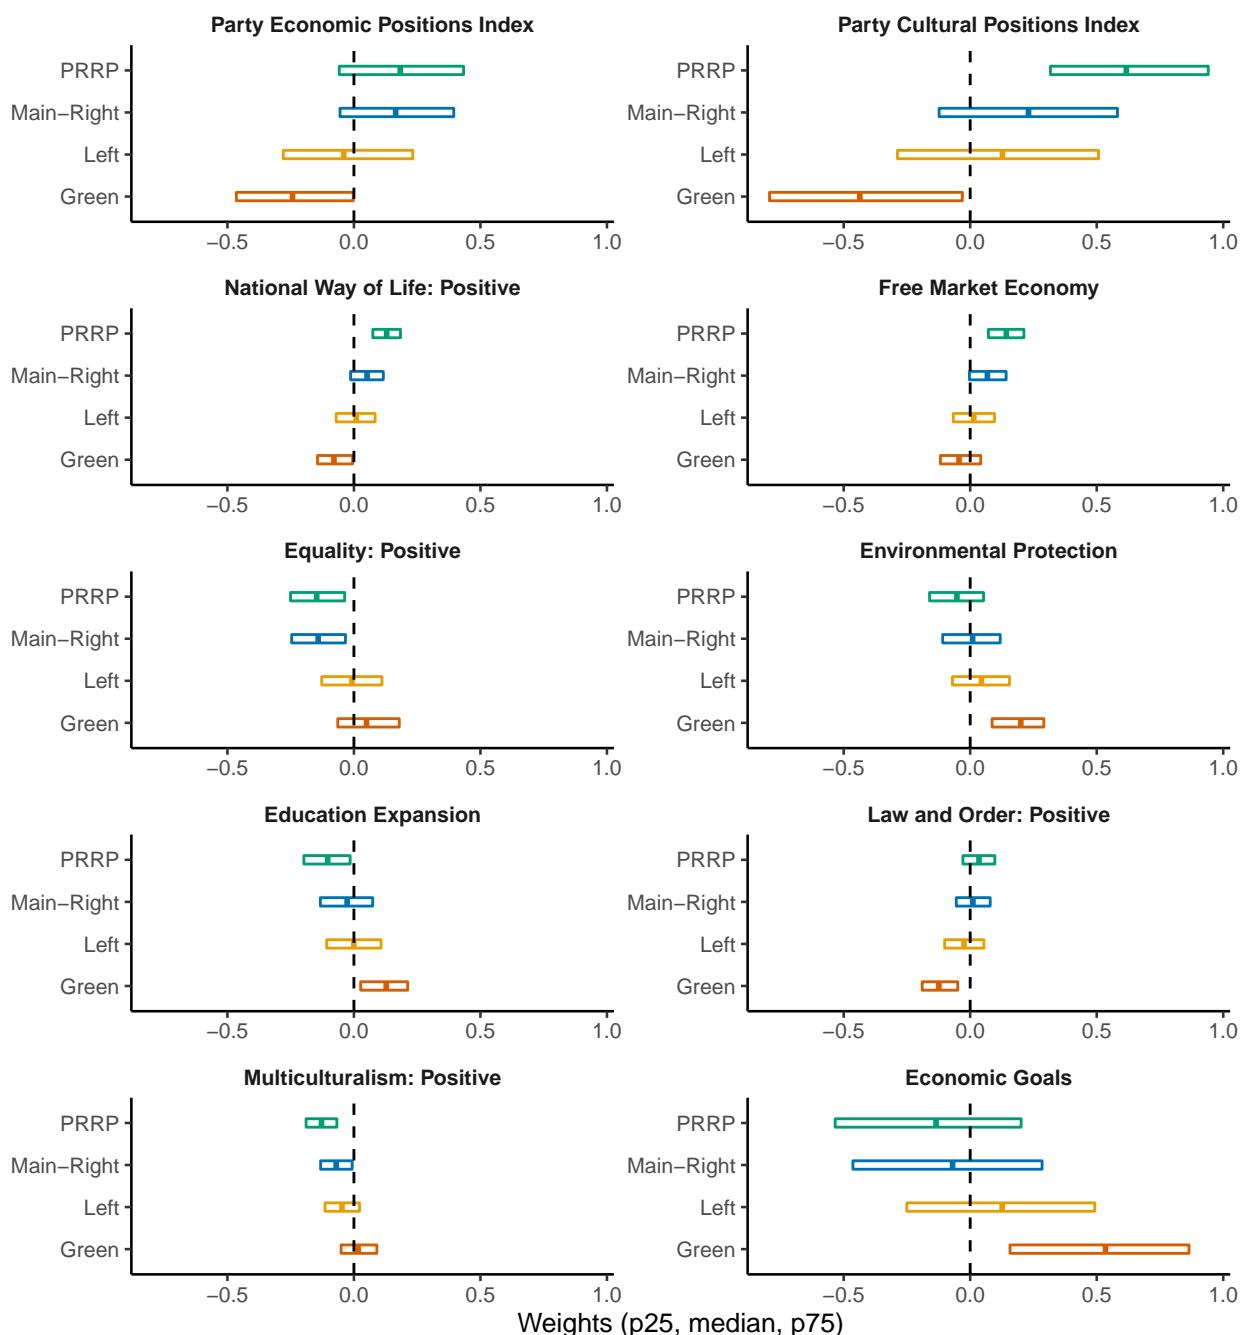 Party Economic Positions Index
PRRP
Main−Right
Left
Green
−0.5 0.0 0.5 1.0
Party Cultural Positions Index
PRRP
Main−Right
Left
Green
−0.5 0.0 0.5 1.0
National Way of Life: Positive
PRRP
Main−Right
Left
Green
−0.5 0.0 0.5 1.0
Free Market Economy
PRRP
Main−Right
Left
Green
−0.5 0.0 0.5 1.0
Equality: Positive
PRRP
Main−Right
Left
Green
−0.5 0.0 0.5 1.0
Environmental Protection
PRRP
Main−Right
Left
Green
−0.5 0.0 0.5 1.0
Education Expansion
PRRP
Main−Right
Left
Green
−0.5 0.0 0.5 1.0
Law and Order: Positive
PRRP
Main−Right
Left
Green
−0.5 0.0 0.5 1.0
Multiculturalism: Positive
PRRP
Main−Right
Left
Green
−0.5 0.0 0.5 1.0
Economic Goals
PRRP
Main−Right
Left
Green
−0.5 0.0 0.5 1.0
Weights (p25, median, p75)